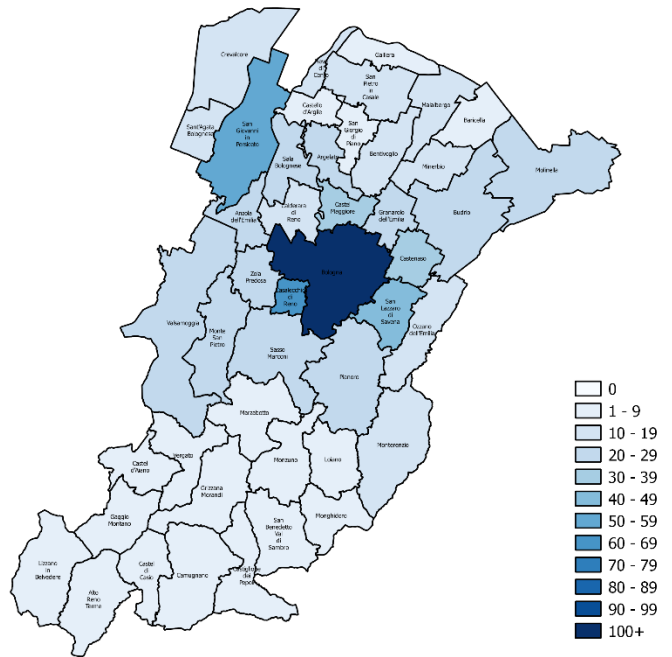 Crevalcore
Galliera
San
Pietro
in
Casale
Castello
d'Argile
San
Giorgio
di
Piano
Malalbergo
Baricella
Sant'Agata
Bolognese
San
Giovanni
in
Persiceto
Sala
Bolognese
Argelato
Bentivoglio
Minerbio
Molinella
Budrio
Anzola
dell'Emilia
Calderara
di
Reno
Castel
Maggiore
Granarolo
dell'Emilia
Castenaso
Bologna
Zola
Predosa
Casalecchio
di
Reno
San
Lazzaro
di
Savena
Ozzano
dell'Emilia
Valsamoggia
Monte
San
Pietro
Sasso
Marconi
Pianoro
Marzabotto
Monterenzio
Vergato
Castel
d'Aiano
Monzuno
Loiano
Grizzana
Morandi
Gaggio
Montano
San
Benedetto
Val
di
Sambro
Monghidoro
Lizzano
in
Belvedere
Castel
di
Casio
Camugnano
Castiglione
dei
Pepoli
Alto
Reno
Terme
0
1 - 9
10 - 19
20 - 29
30 - 39
40 - 49
50 - 59
60 - 69
70 - 79
80 - 89
90 - 99
100+